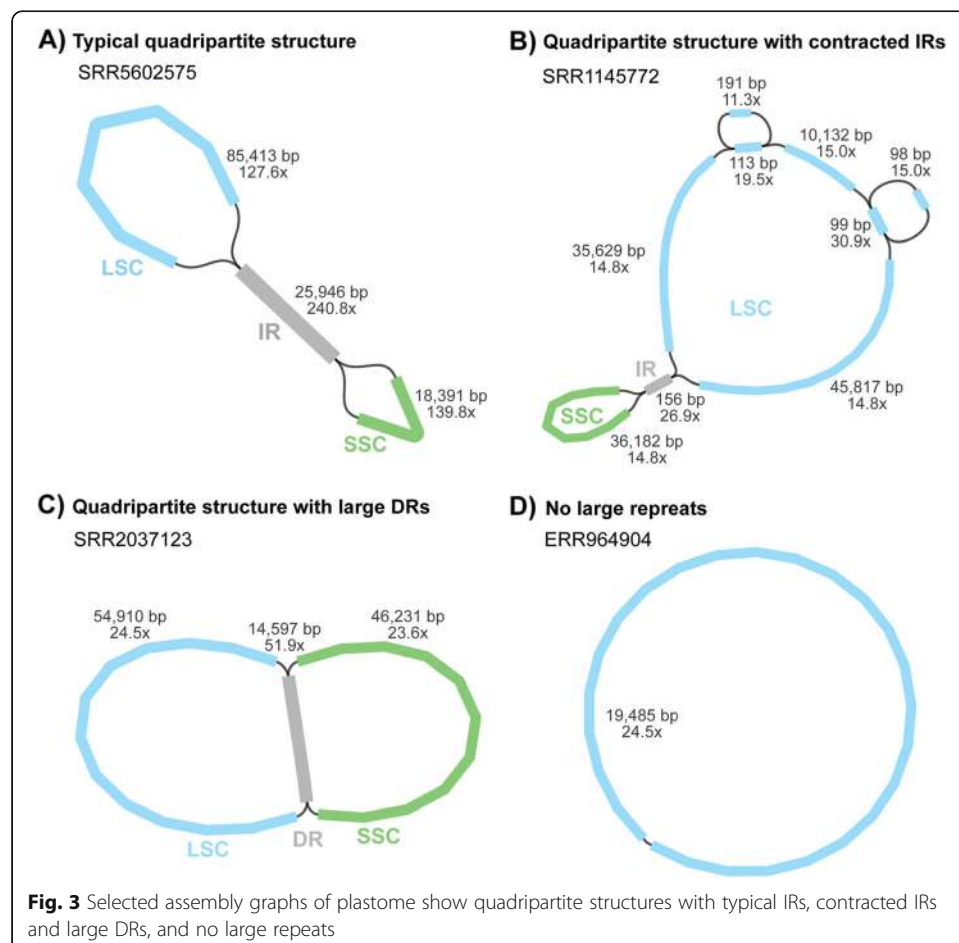 A) Typical quadripartite structure
SRR5602575
85,413 bp
127.6x
LSC
25,946 bp
240.8x
IR
18,391 bp
139.8x
SSC
B) Quadripartite structure with contracted IRs
SRR1145772
191 bp
11.3x
10,132 bp
15.0x
113 bp
19.5x
98 bp
15.0x
99 bp
30.9x
35,629 bp
14.8x
LSC
IR
156 bp
26.9x
45,817 bp
14.8x
SSC
36,182 bp
14.8x
C) Quadripartite structure with large DRs
SRR2037123
54,910 bp
24.5x
14,597 bp
51.9x
46,231 bp
23.6x
LSC
DR
SSC
D) No large repreats
ERR964904
19,485 bp
24.5x
Fig. 3 Selected assembly graphs of plastome show quadripartite structures with typical IRs, contracted IRs
and large DRs, and no large repeats